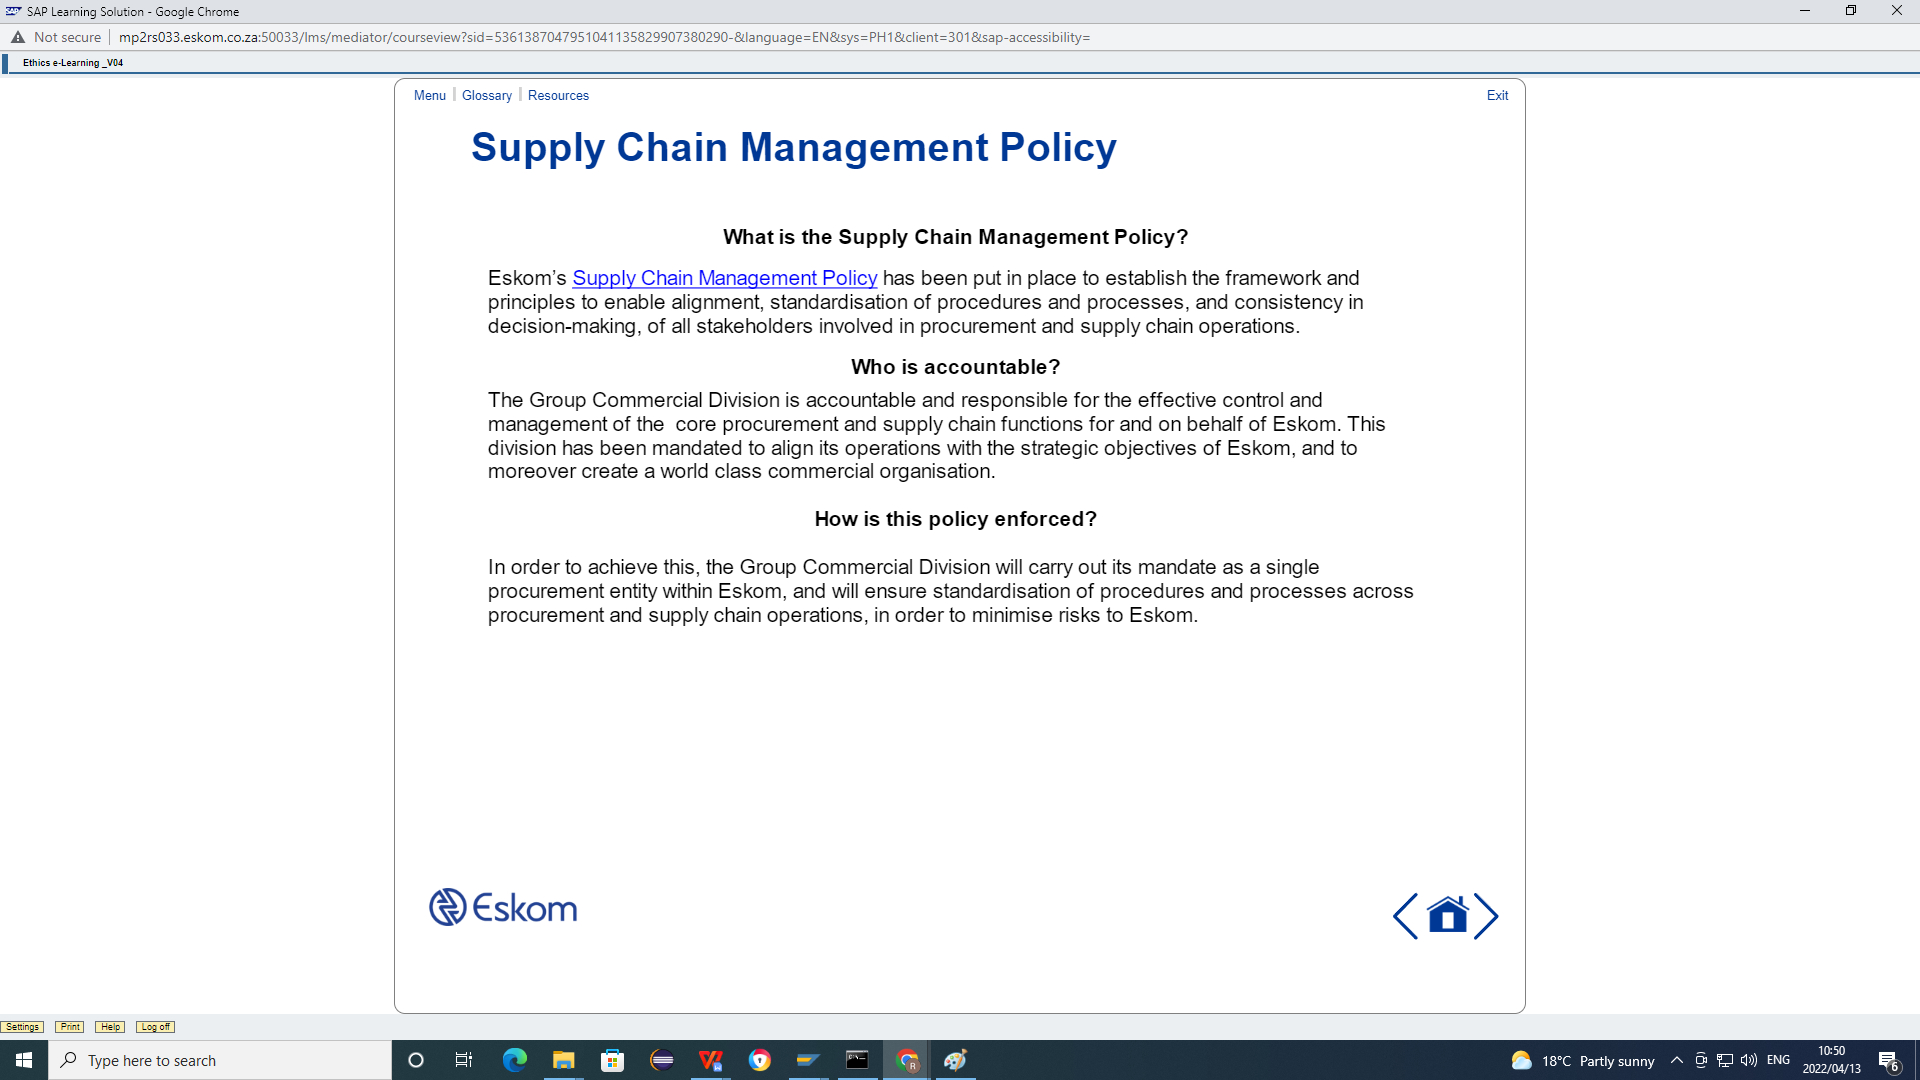 SAP Learning Solution - Google Chrome
Not secure | mp2rs033.eskom.co.za:50033/lms/mediator/courseview?sid=5361387047951041135829907380290-&language=EN&sys=PH1&client=301&sap-accessibility=
Ethics e-Learning _V04
Menu Glossary Resources Exit
Supply Chain Management Policy
What is the Supply Chain Management Policy?
Eskom’s Supply Chain Management Policy has been put in place to establish the framework and
principles to enable alignment, standardisation of procedures and processes, and consistency in
decision-making, of all stakeholders involved in procurement and supply chain operations.
Who is accountable?
The Group Commercial Division is accountable and responsible for the effective control and
management of the core procurement and supply chain functions for and on behalf of Eskom. This
division has been mandated to align its operations with the strategic objectives of Eskom, and to
moreover create a world class commercial organisation.
How is this policy enforced?
In order to achieve this, the Group Commercial Division will carry out its mandate as a single
procurement entity within Eskom, and will ensure standardisation of procedures and processes across
procurement and supply chain operations, in order to minimise risks to Eskom.
Eskom
Settings Print Help Log off
Type here to search
18°C Partly sunny
ENG
10:50
2022/04/13
6